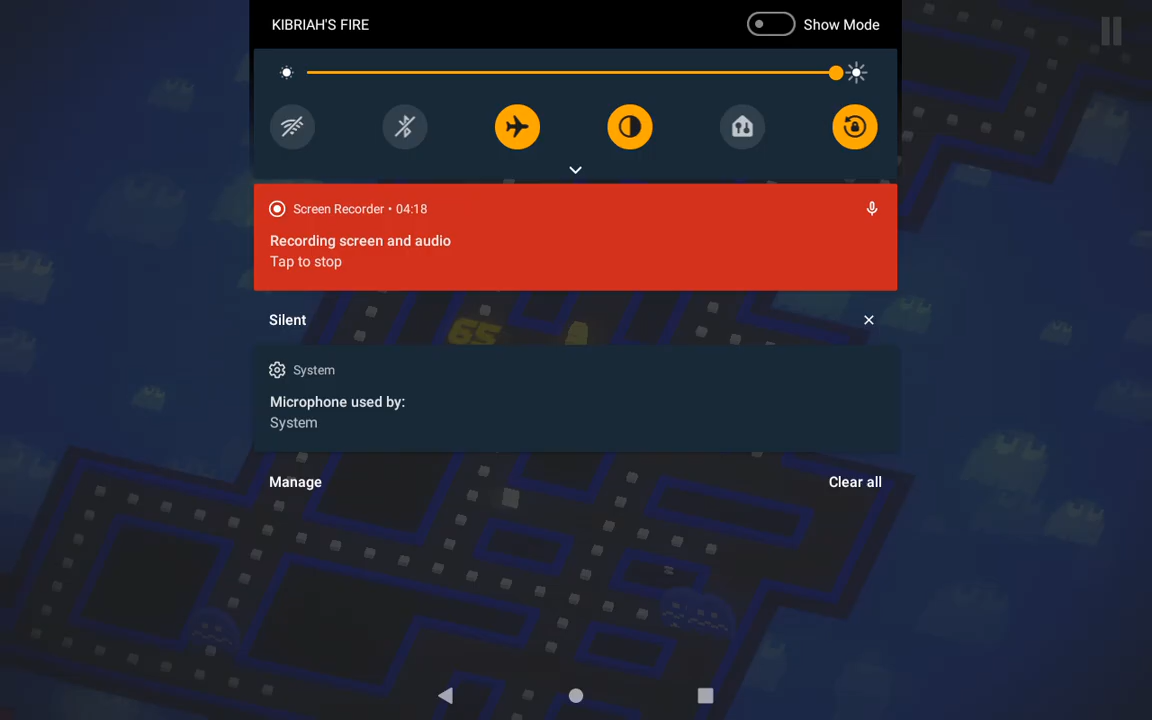 KIBRIAH'S FIRE
Show Mode
Screen Recorder • 04:18
Recording screen and audio
Tap to stop
Silent
System
Microphone used by:
System
Manage
Clear all
65